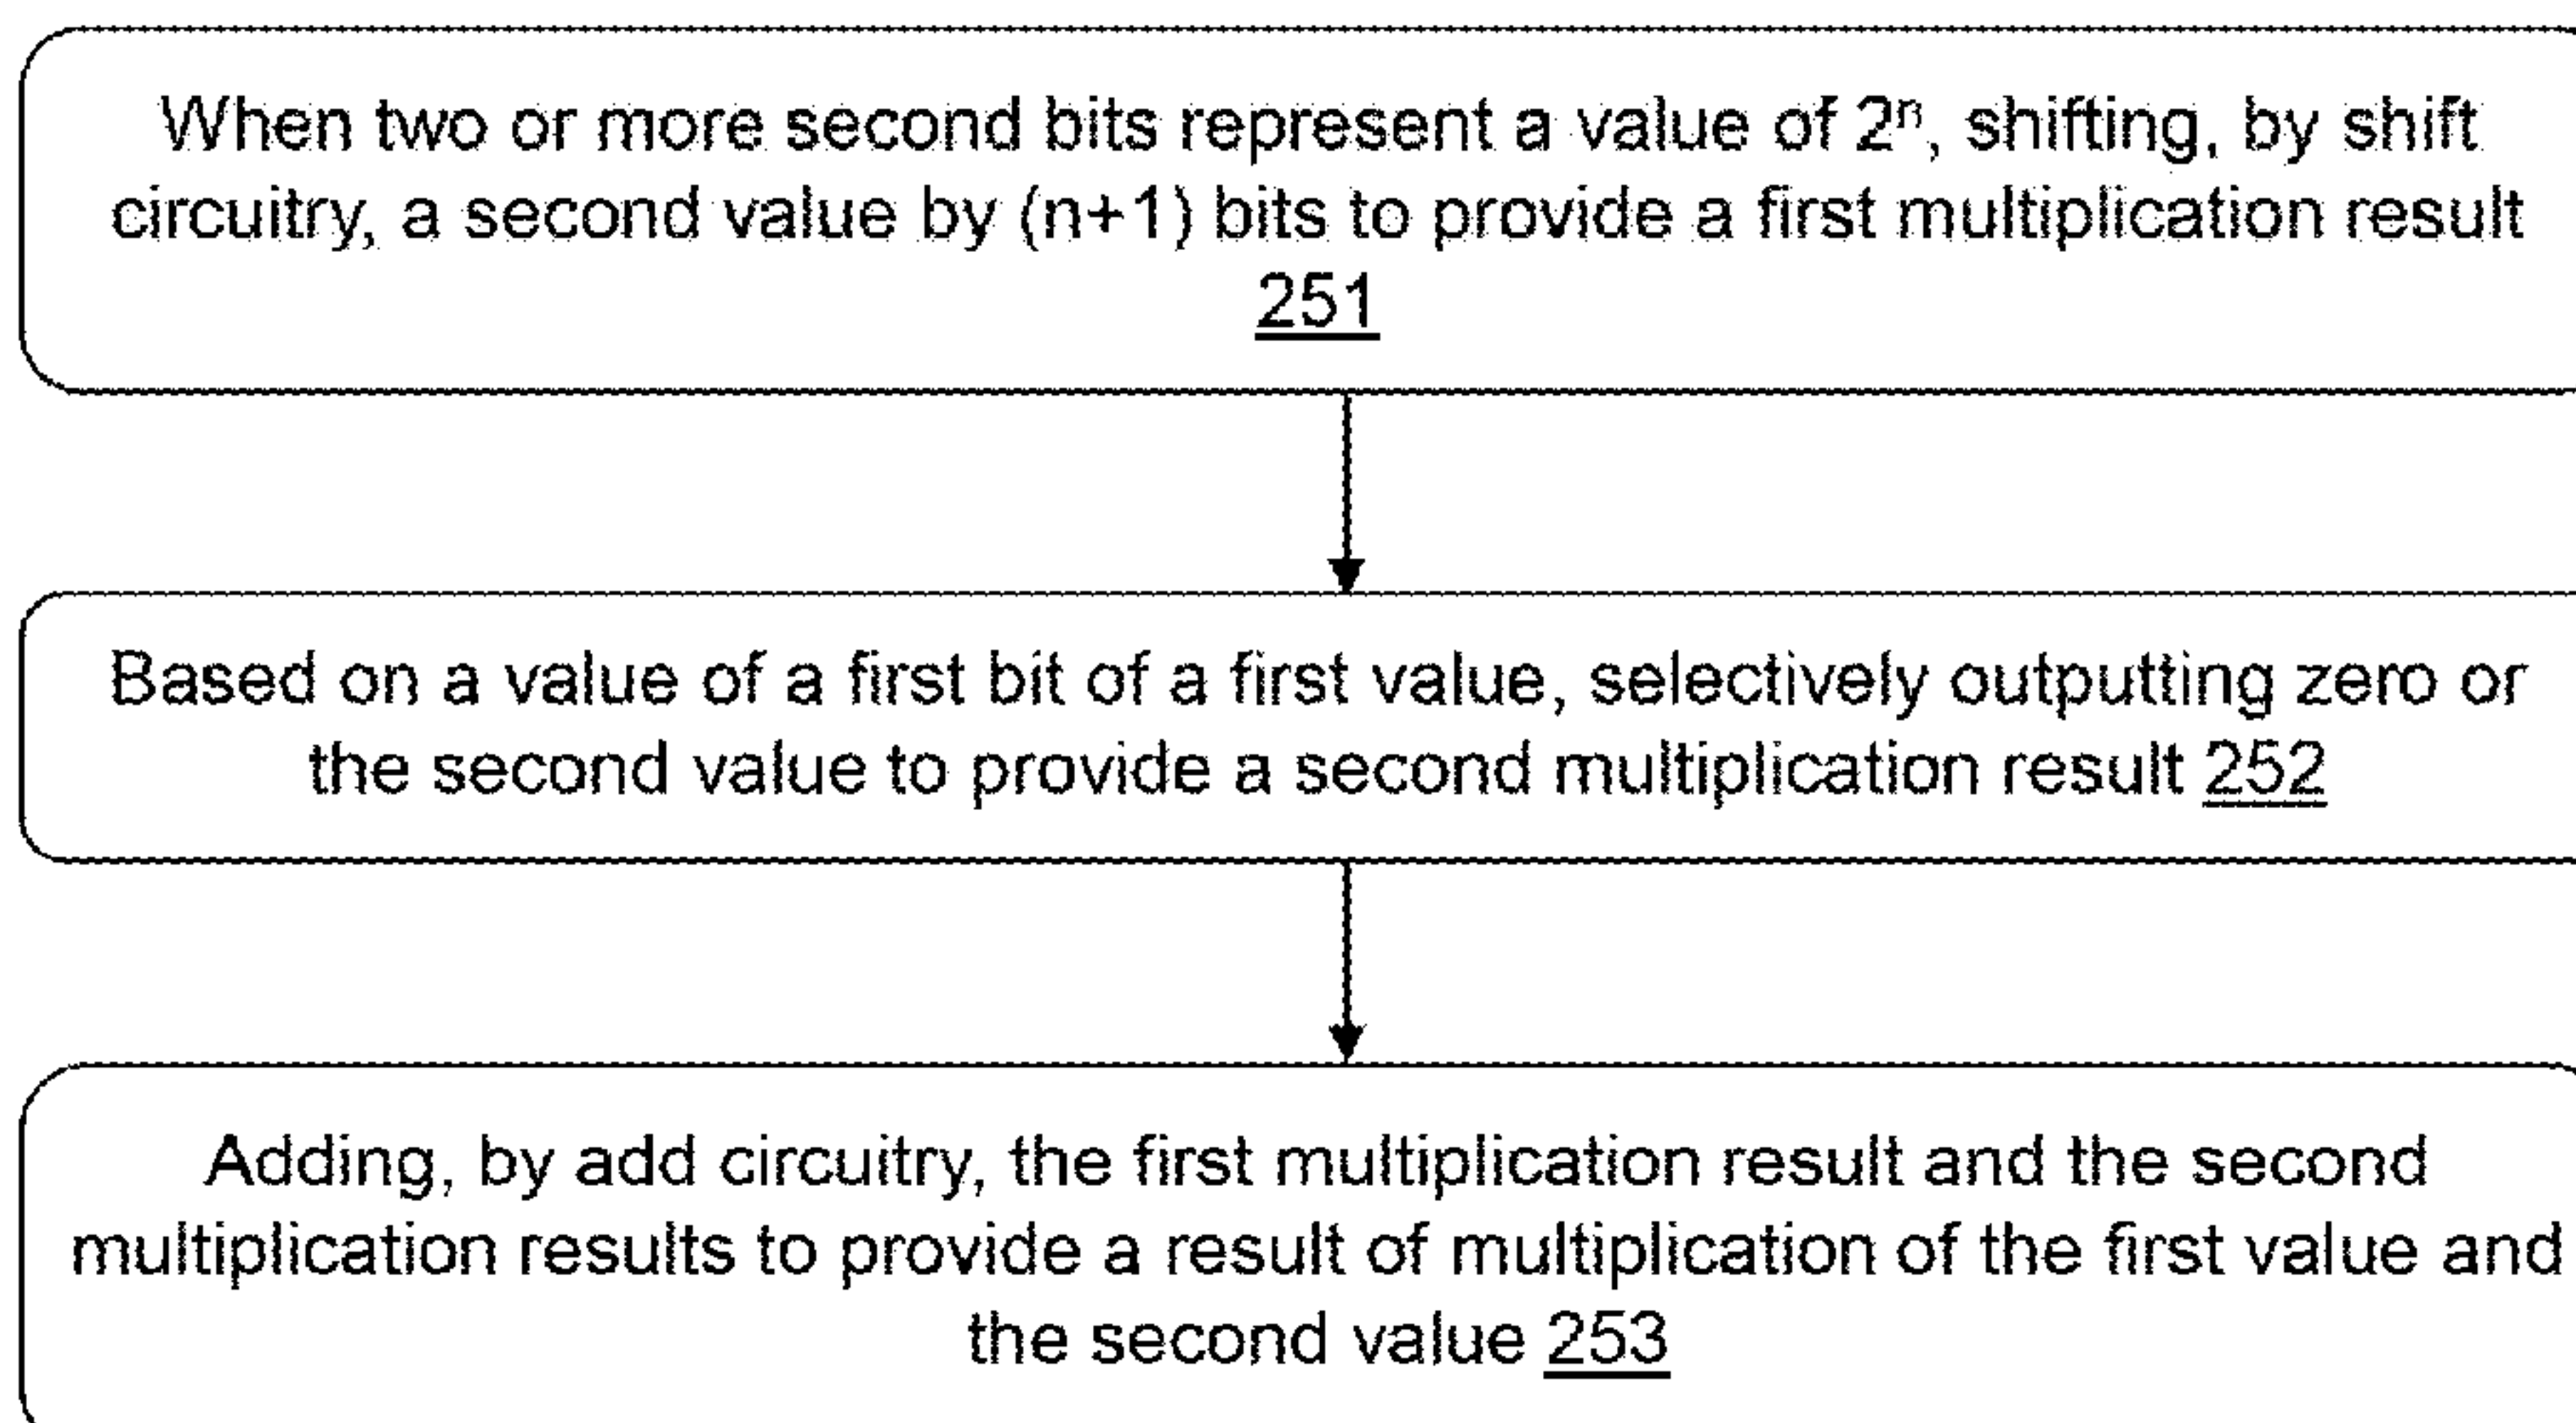 When two or more second bits represent a value of 2ⁿ, shifting, by shift
circuitry, a second value by (n+1) bits to provide a first multiplication result
251
Based on a value of a first bit of a first value, selectively outputting zero or
the second value to provide a second multiplication result 252
Adding, by add circuitry, the first multiplication result and the second
multiplication results to provide a result of multiplication of the first value and
the second value 253